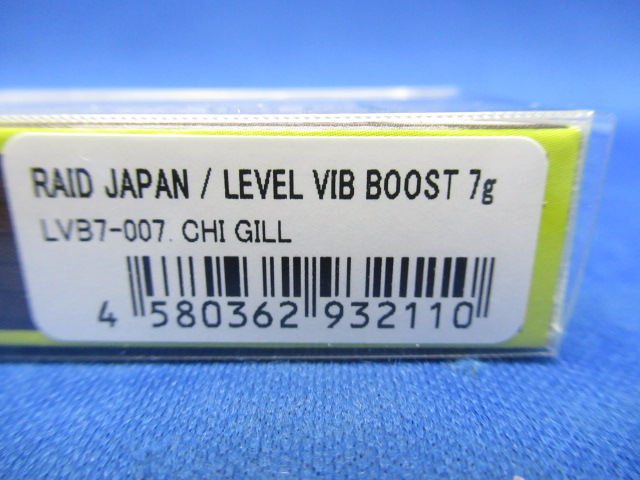 RAID JAPAN / LEVEL VIB BOOST 7g
LVB7-007. CHI GILL
4 580362 932110